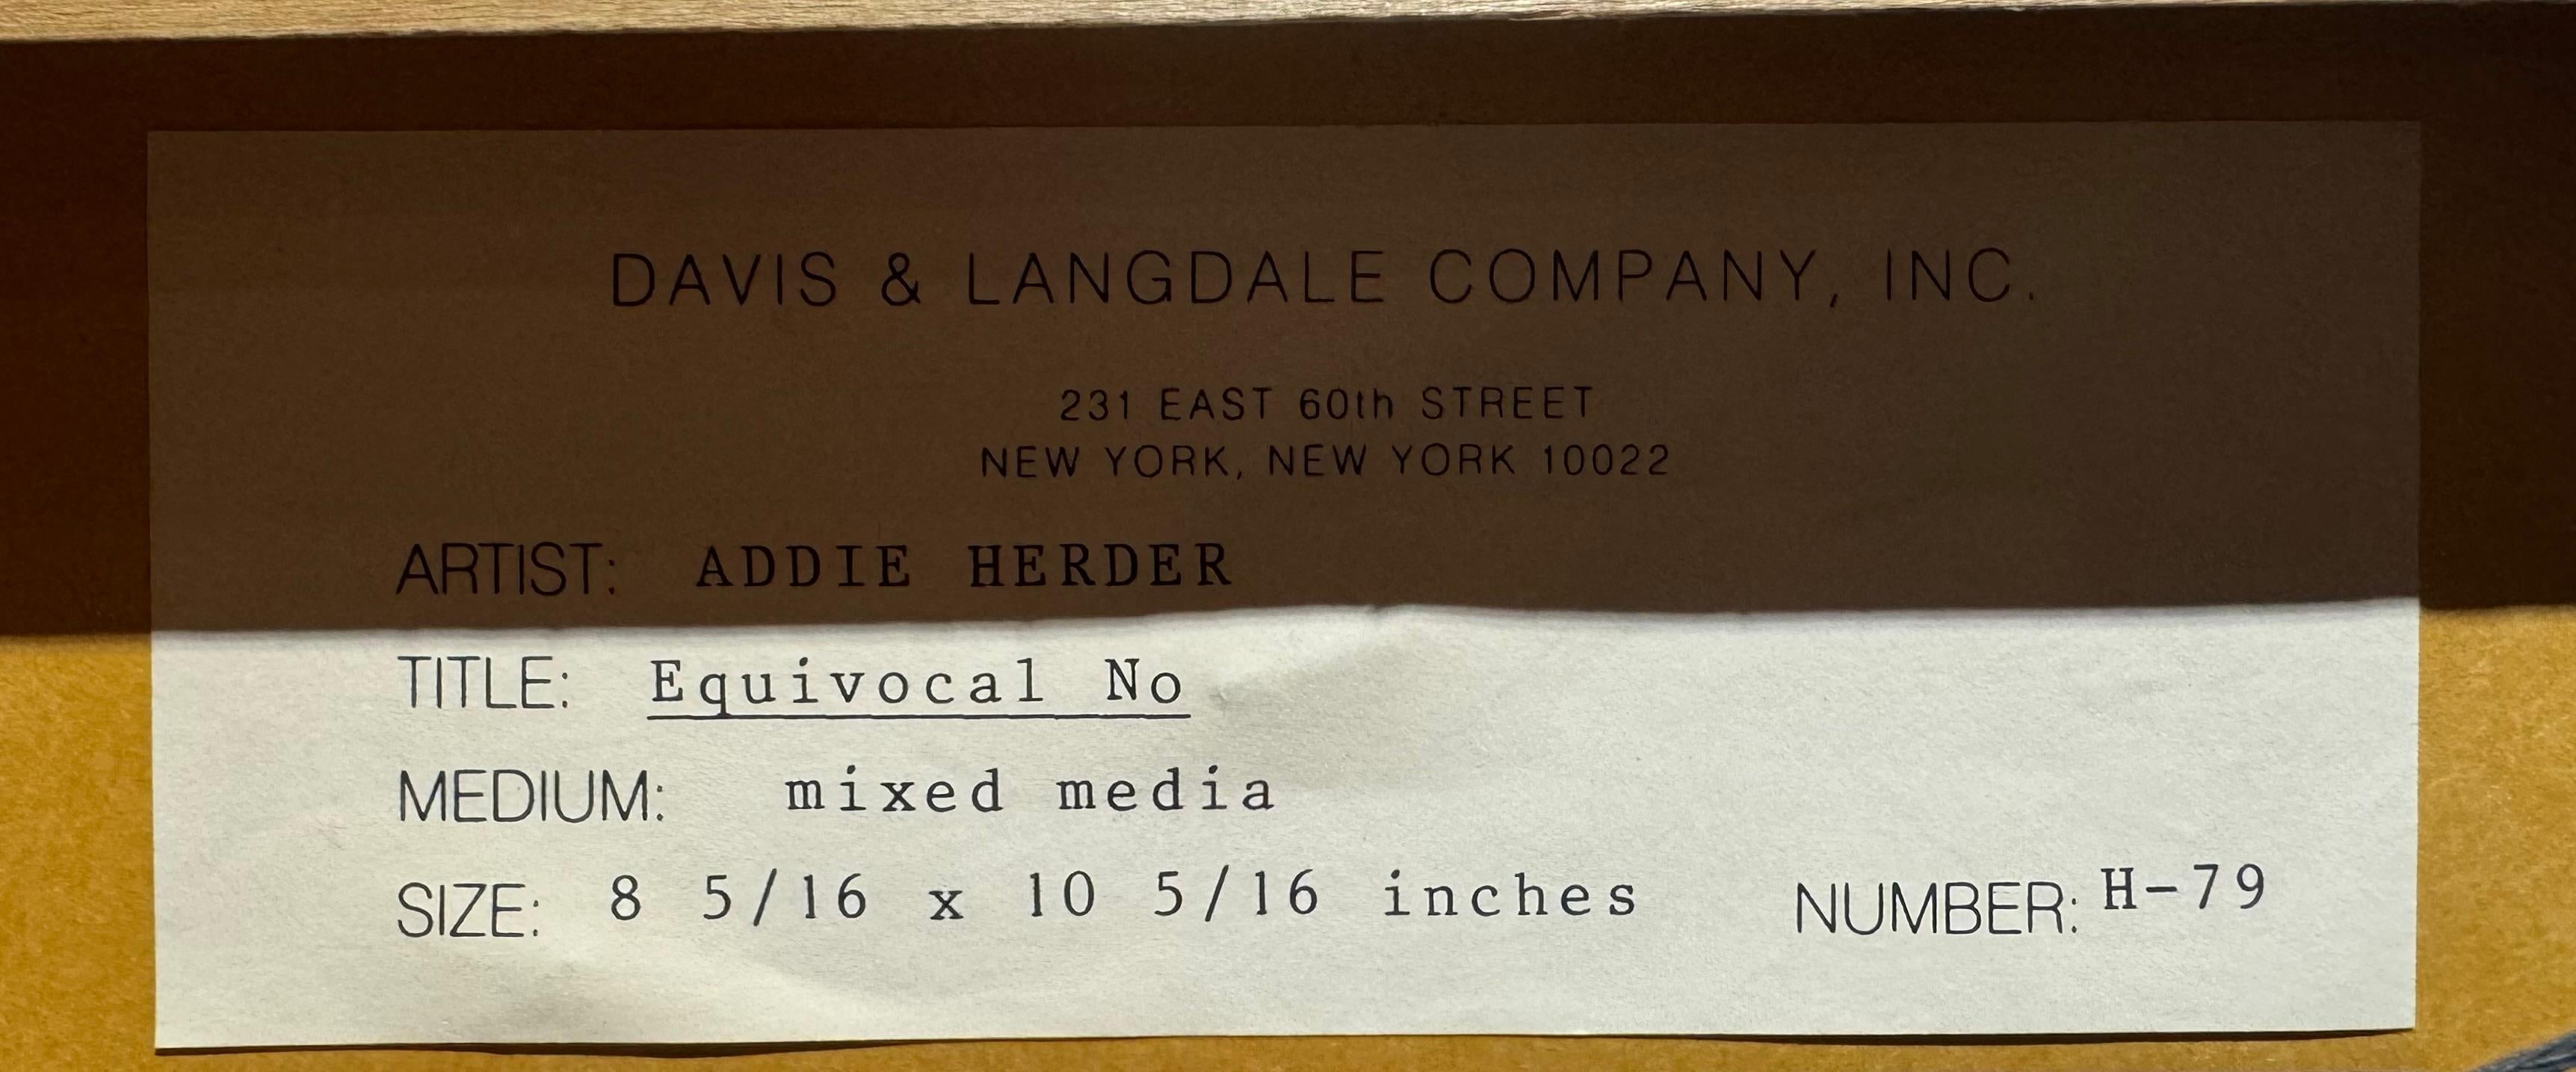 DAVIS & LANGDALE COMPANY, INC.
231 EAST 60th STREET
NEW YORK, NEW YORK 10022
ARTIST: ADDIE HERDER
TITLE: Equivocal No
MEDIUM: mixed media
SIZE: 8 5/16 x 10 5/16 inches NUMBER: H-79